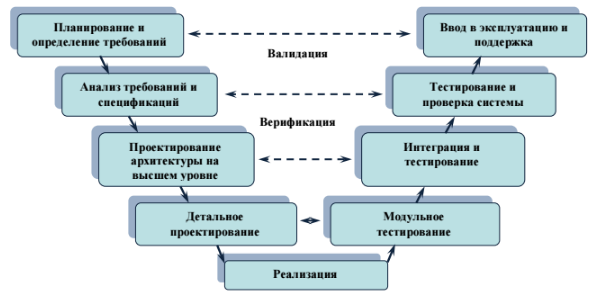 Планирование и
определение требований
Ввод в эксплуатацию и
поддержка
Валидация
Анализ требований и
спецификаций
Тестирование и
проверка системы
Верификация
Проектирование
архитектуры на
высшем уровне
Интеграция и
тестирование
Детальное
проектирование
Модульное
тестирование
Реализация